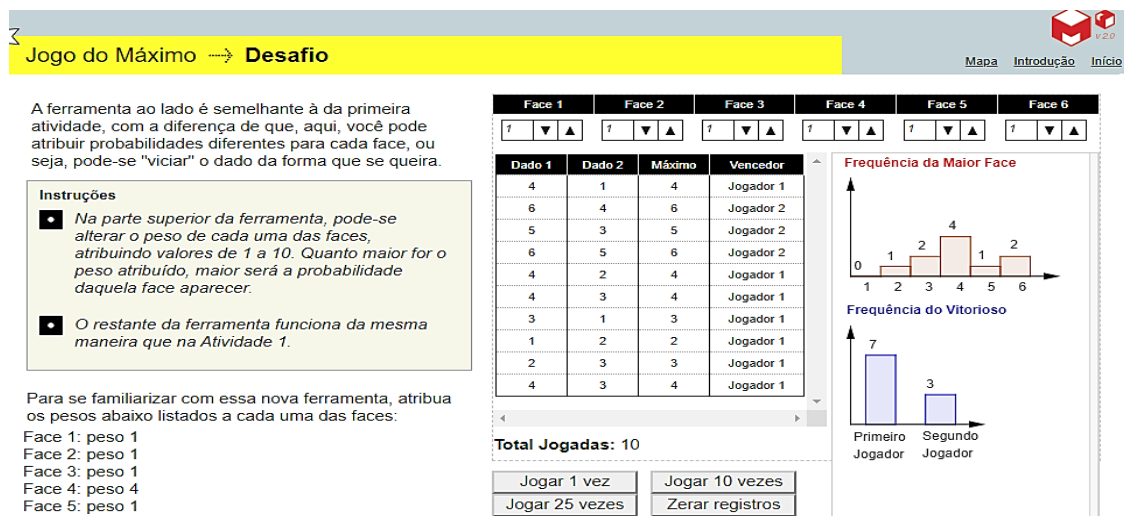 v 2.0
Jogo do Máximo ⤏ Desafio
Mapa Introdução Início
A ferramenta ao lado é semelhante à da primeira
atividade, com a diferença de que, aqui, você pode
atribuir probabilidades diferentes para cada face, ou
seja, pode-se "viciar" o dado da forma que se queira.
Instruções
Na parte superior da ferramenta, pode-se
alterar o peso de cada uma das faces,
atribuindo valores de 1 a 10. Quanto maior for o
peso atribuído, maior será a probabilidade
daquela face aparecer.
O restante da ferramenta funciona da mesma
maneira que na Atividade 1.
Para se familiarizar com essa nova ferramenta, atribua
os pesos abaixo listados a cada uma das faces:
Face 1: peso 1
Face 2: peso 1
Face 3: peso 1
Face 4: peso 4
Face 5: peso 1
Face 1 Face 2 Face 3 Face 4 Face 5 Face 6
1 ▼ ▲ 1 ▼ ▲ 1 ▼ ▲ 1 ▼ ▲ 1 ▼ ▲ 1 ▼ ▲
Dado 1 Dado 2 Máximo Vencedor
4 1 4 Jogador 1
6 4 6 Jogador 2
5 3 5 Jogador 2
6 5 6 Jogador 2
4 2 4 Jogador 1
4 3 4 Jogador 1
3 1 3 Jogador 1
1 2 2 Jogador 1
2 3 3 Jogador 1
4 3 4 Jogador 1
Total Jogadas: 10
Jogar 1 vez Jogar 10 vezes
Jogar 25 vezes Zerar registros
Frequência da Maior Face
0 1 2 4 1 2
1 2 3 4 5 6
Frequência do Vitorioso
7 3
Primeiro Segundo
Jogador Jogador